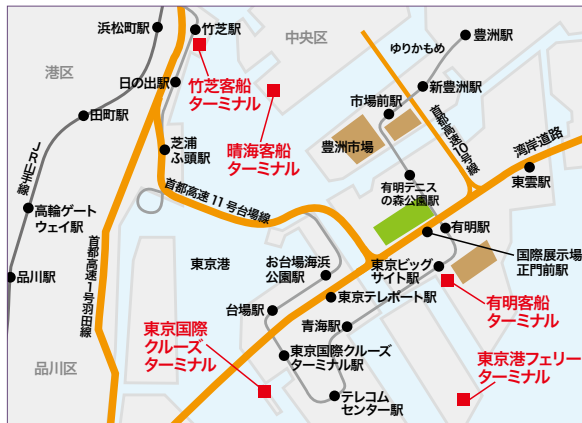 浜松町駅
竹芝駅
中央区
ゆりかもめ
豊洲駅
港区
日の出駅
竹芝客船
ターミナル
新豊洲駅
市場前駅
田町駅
晴海客船
ターミナル
首都高速10号線
芝浦
ふ頭駅
豊洲市場
湾岸道路
JR山手線
首都高速11号台場線
有明テニス
の森公園駅
東雲駅
高輪ゲート
ウェイ駅
有明駅
首都高速1号羽田線
東京港
お台場海浜
公園駅
東京ビッグ
サイト駅
国際展示場
正門前駅
品川駅
東京テレポート駅
有明客船
ターミナル
台場駅
青海駅
東京国際
クルーズ
ターミナル
東京国際クルーズ
ターミナル駅
東京港フェリー
ターミナル
品川区
テレコム
センター駅